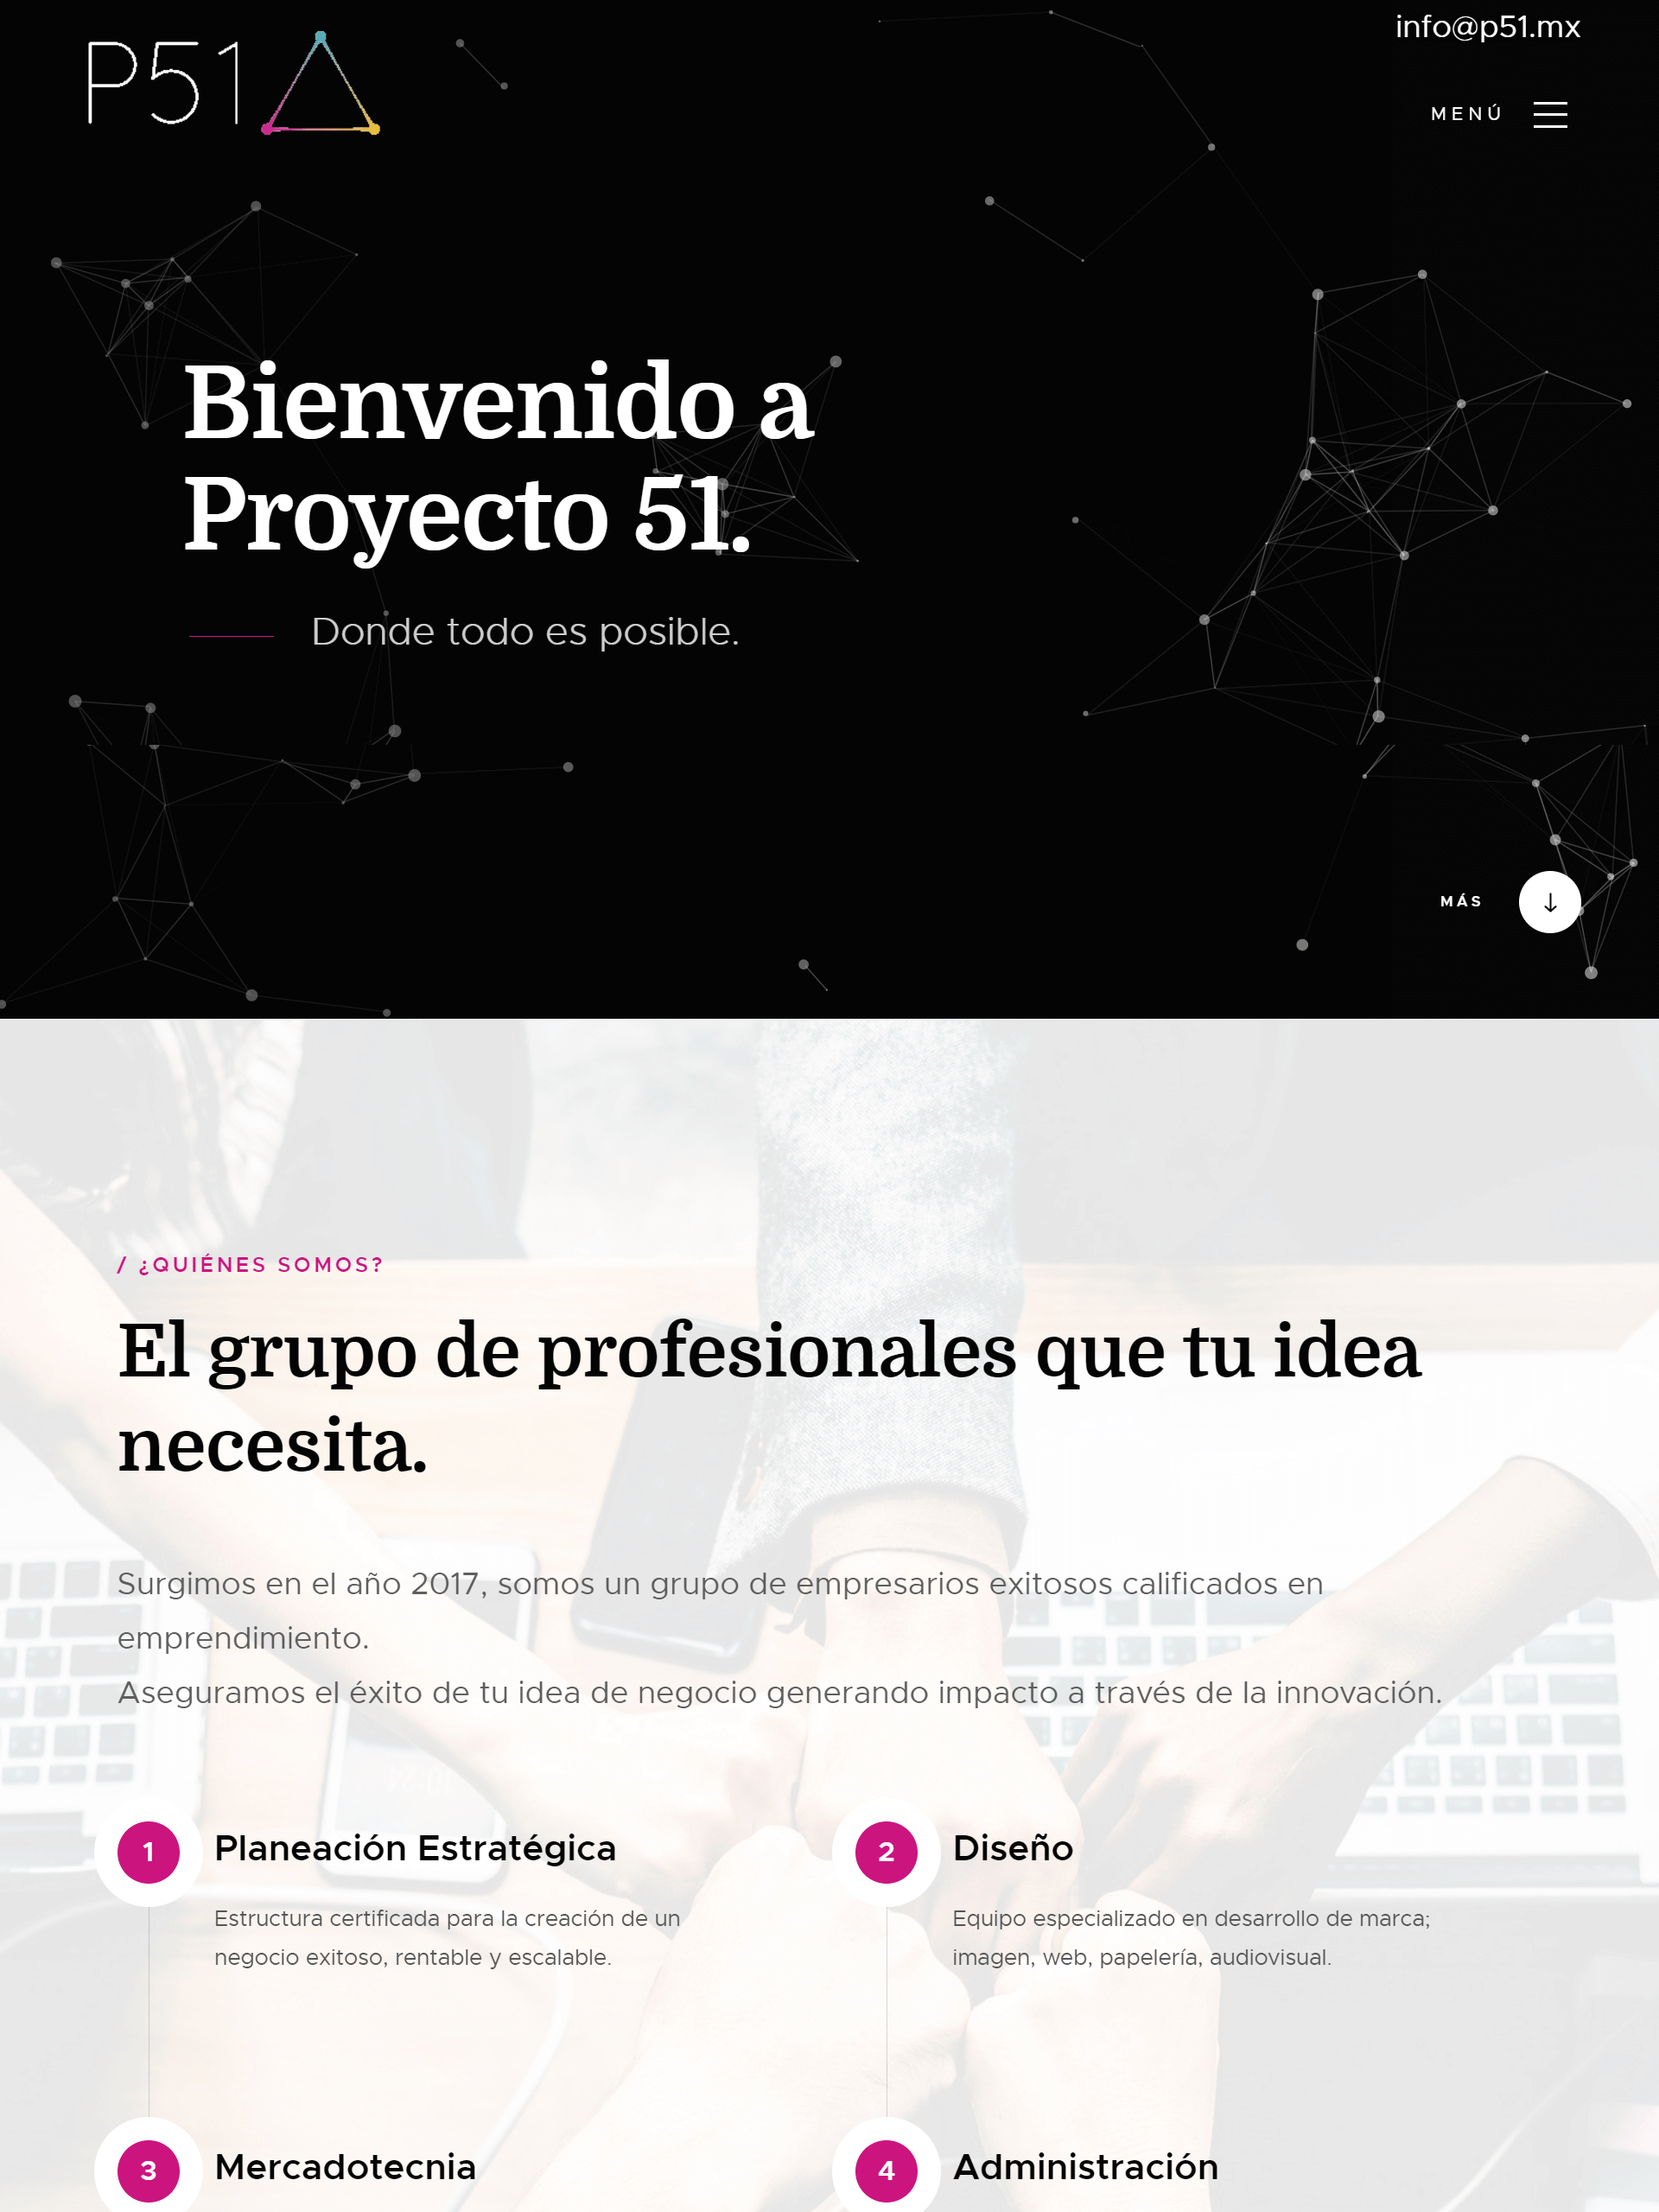 P51
info@p51.mx
MENÚ
Bienvenido a
Proyecto 51.
Donde todo es posible.
MÁS
/ ¿QUIÉNES SOMOS?
El grupo de profesionales que tu idea
necesita.
Surgimos en el año 2017, somos un grupo de empresarios exitosos calificados en
emprendimiento.
Aseguramos el éxito de tu idea de negocio generando impacto a través de la innovación.
1 Planeación Estratégica
Estructura certificada para la creación de un
negocio exitoso, rentable y escalable.
2 Diseño
Equipo especializado en desarrollo de marca;
imagen, web, papelería, audiovisual.
3 Mercadotecnia
4 Administración